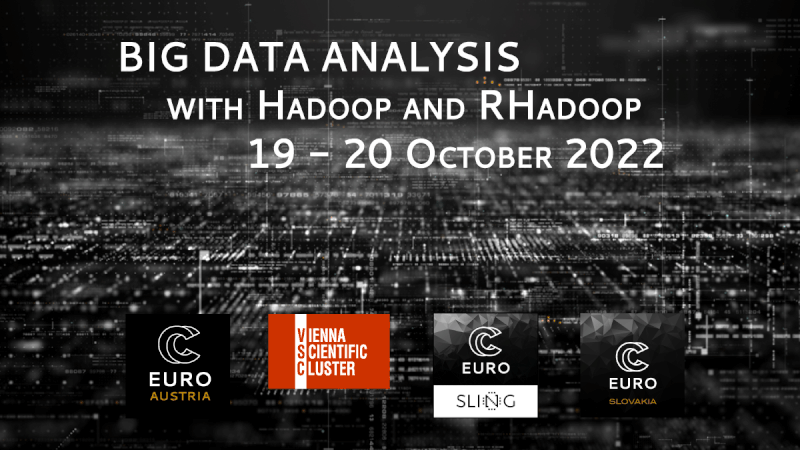 BIG DATA ANALYSIS
WITH HADOOP AND RHADOOP
19 – 20 OCTOBER 2022
EURO
AUSTRIA
VIENNA
SCIENTIFIC
CLUSTER
EURO
SLING
EURO
SLOVAKIA